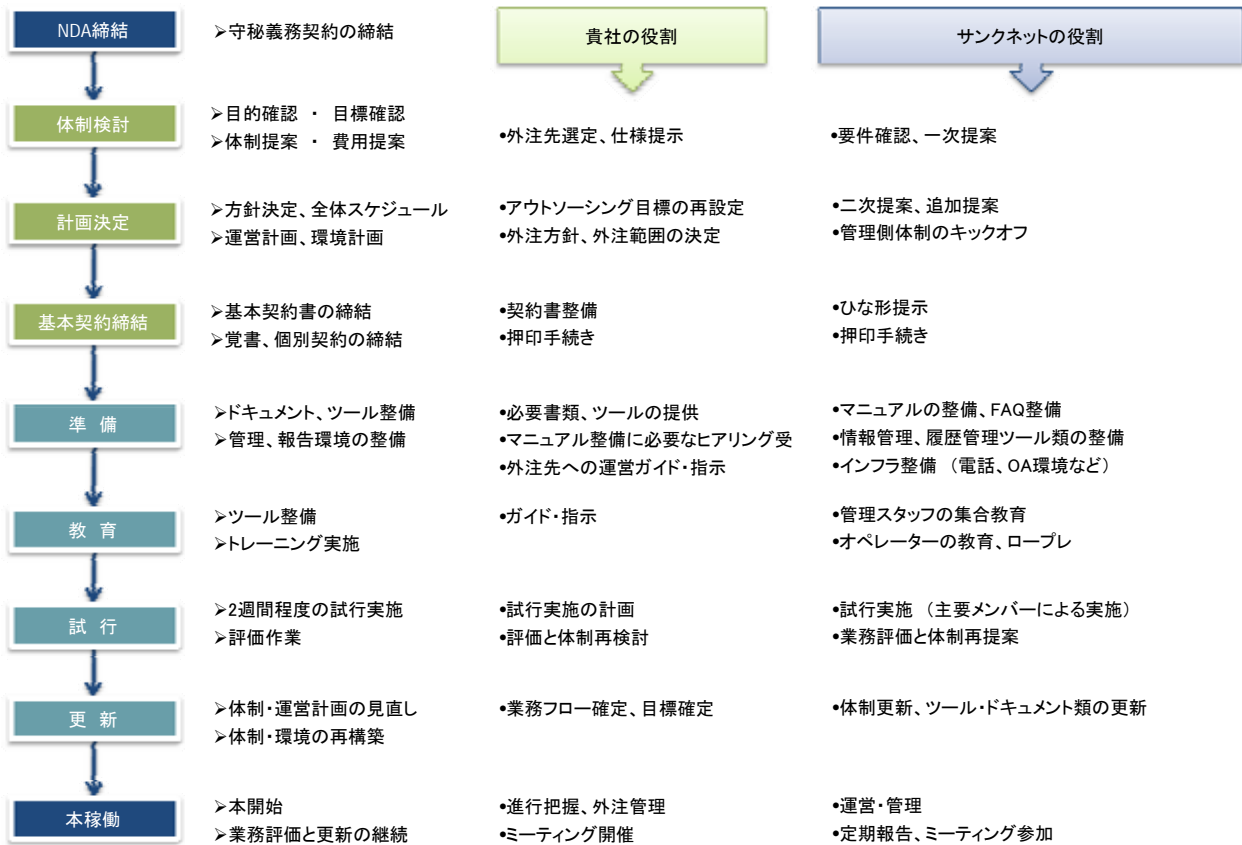 NDA締結
➢守秘義務契約の締結
貴社の役割
サンクネットの役割
体制検討
➢目的確認 ・ 目標確認
➢体制提案 ・ 費用提案
•外注先選定、仕様提示
•要件確認、一次提案
計画決定
➢方針決定、全体スケジュール
➢運営計画、環境計画
•アウトソーシング目標の再設定
•外注方針、外注範囲の決定
•二次提案、追加提案
•管理側体制のキックオフ
基本契約締結
➢基本契約書の締結
➢覚書、個別契約の締結
•契約書整備
•押印手続き
•ひな形提示
•押印手続き
準 備
➢ドキュメント、ツール整備
➢管理、報告環境の整備
•必要書類、ツールの提供
•マニュアル整備に必要なヒアリング受
•外注先への運営ガイド・指示
•マニュアルの整備、FAQ整備
•情報管理、履歴管理ツール類の整備
•インフラ整備 （電話、OA環境など）
教 育
➢ツール整備
➢トレーニング実施
•ガイド・指示
•管理スタッフの集合教育
•オペレーターの教育、ロープレ
試 行
➢2週間程度の試行実施
➢評価作業
•試行実施の計画
•評価と体制再検討
•試行実施 （主要メンバーによる実施）
•業務評価と体制再提案
更 新
➢体制・運営計画の見直し
➢体制・環境の再構築
•業務フロー確定、目標確定
•体制更新、ツール・ドキュメント類の更新
本稼働
➢本開始
➢業務評価と更新の継続
•進行把握、外注管理
•ミーティング開催
•運営・管理
•定期報告、ミーティング参加